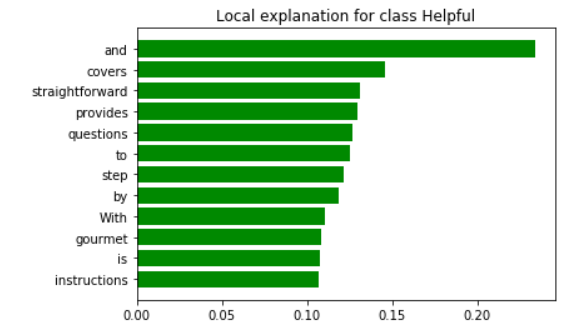 Local explanation for class Helpful
and
covers
straightforward
provides
questions
to
step
by
With
gourmet
is
instructions
0.00 0.05 0.10 0.15 0.20